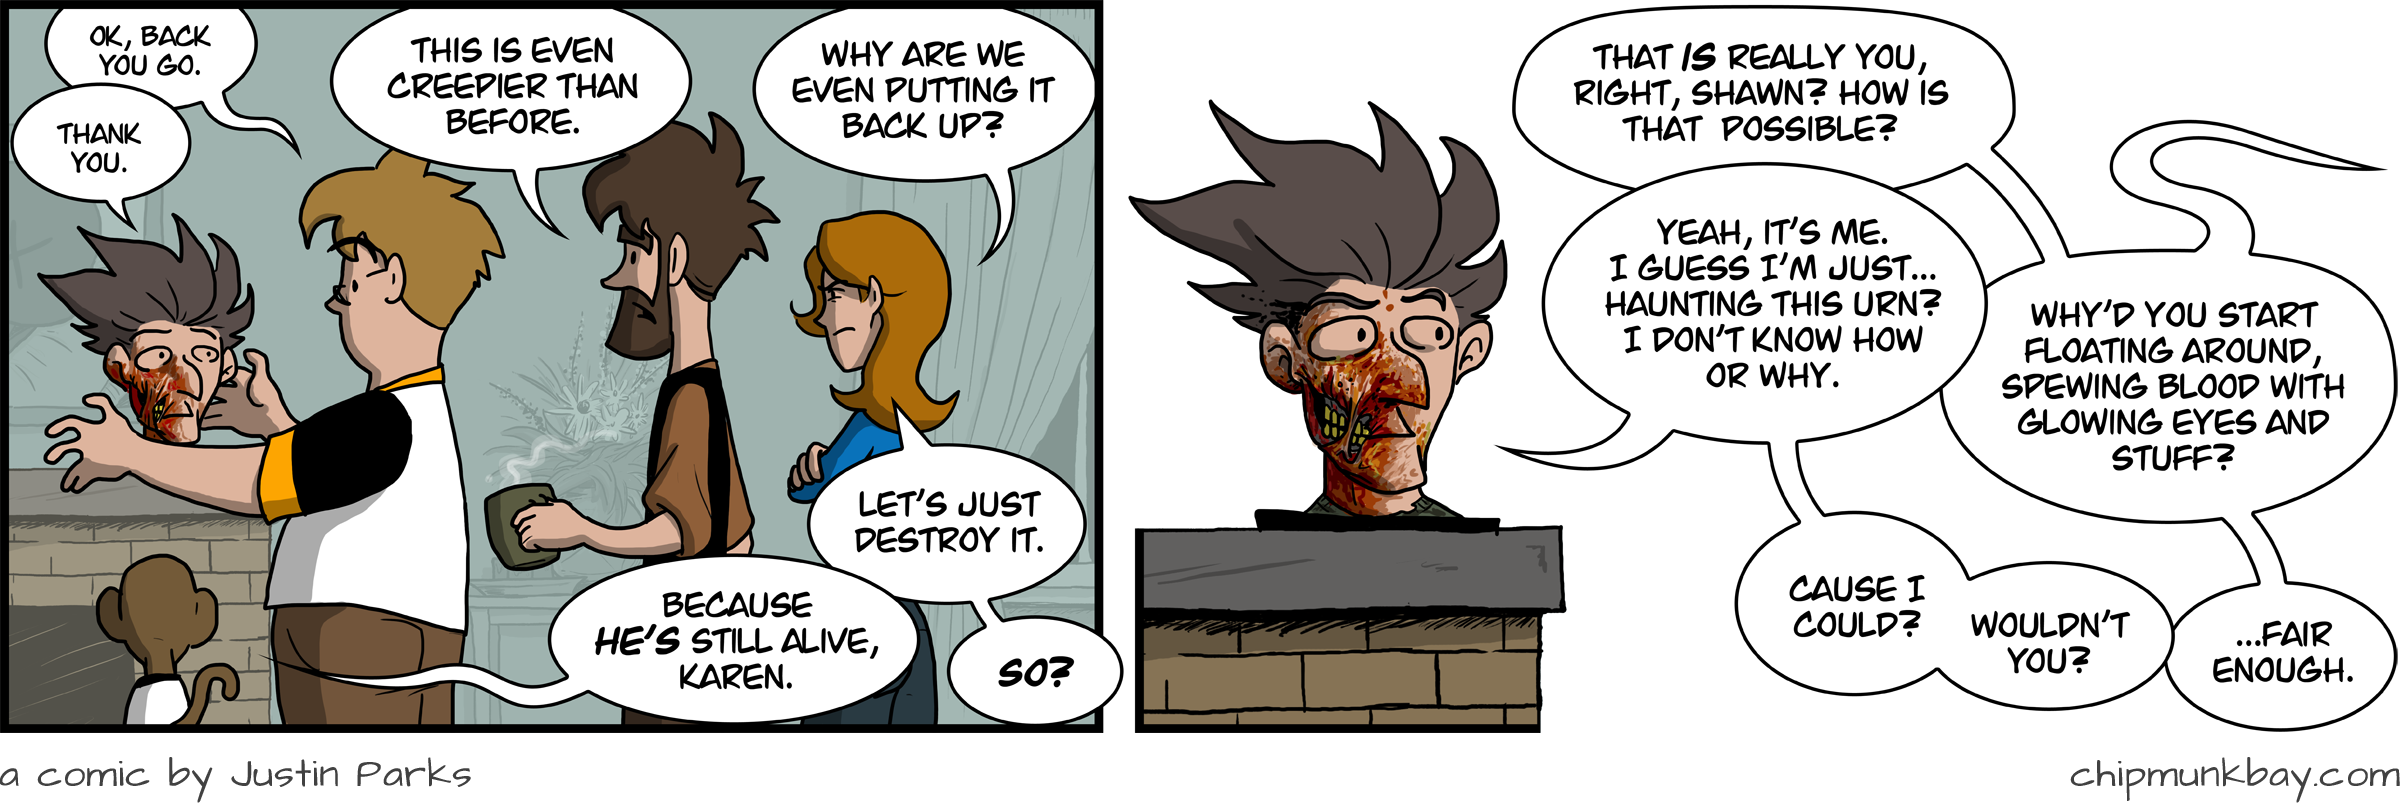 OK, BACK
YOU GO.
THANK
YOU.
THIS IS EVEN
CREEPIER THAN
BEFORE.
WHY ARE WE
EVEN PUTTING IT
BACK UP?
LET'S JUST
DESTROY IT.
BECAUSE
HE'S STILL ALIVE,
KAREN.
SO?
THAT IS REALLY YOU,
RIGHT, SHAWN? HOW IS
THAT POSSIBLE?
YEAH, IT'S ME.
I GUESS I'M JUST...
HAUNTING THIS URN?
I DON'T KNOW HOW
OR WHY.
WHY'D YOU START
FLOATING AROUND,
SPEWING BLOOD WITH
GLOWING EYES AND
STUFF?
CAUSE I
COULD?
WOULDN'T
YOU?
...FAIR
ENOUGH.
a comic by Justin Parks
chipmunkbay.com